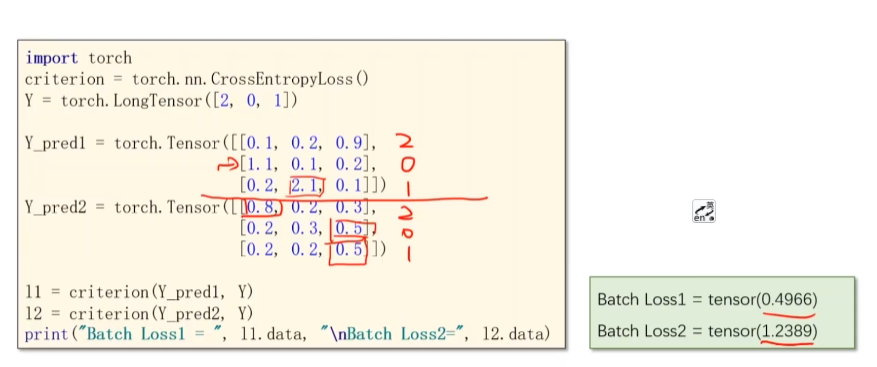 import torch
criterion = torch.nn.CrossEntropyLoss()
Y = torch.LongTensor([2, 0, 1])
Y_pred1 = torch.Tensor([[0.1, 0.2, 0.9], 2
[1.1, 0.1, 0.2], 0
[0.2, 2.1, 0.1]]) 1
Y_pred2 = torch.Tensor([[0.8, 0.2, 0.3], 2
[0.2, 0.3, 0.5], 0
[0.2, 0.2, 0.5]]) 1
l1 = criterion(Y_pred1, Y)
l2 = criterion(Y_pred2, Y)
print("Batch Loss1 = ", l1.data, "\nBatch Loss2=", l2.data)
en
Batch Loss1 = tensor(0.4966)
Batch Loss2 = tensor(1.2389)